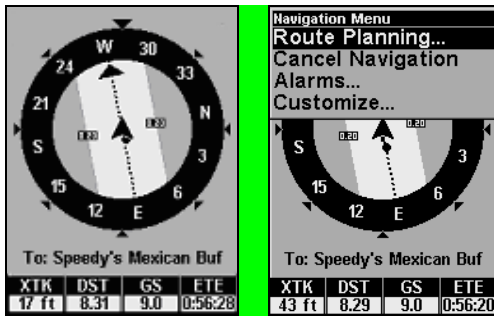 W
30
24
33
21
N
0.20
0.20
S
3
15
6
12
E
To: Speedy's Mexican Buf
XTK DST GS ETE
17 ft 8.31 9.0 0:56:28
Navigation Menu
Route Planning...
Cancel Navigation
Alarms...
Customize...
0.20
0.20
S
3
15
6
12
E
To: Speedy's Mexican Buf
XTK DST GS ETE
43 ft 8.29 9.0 0:56:20